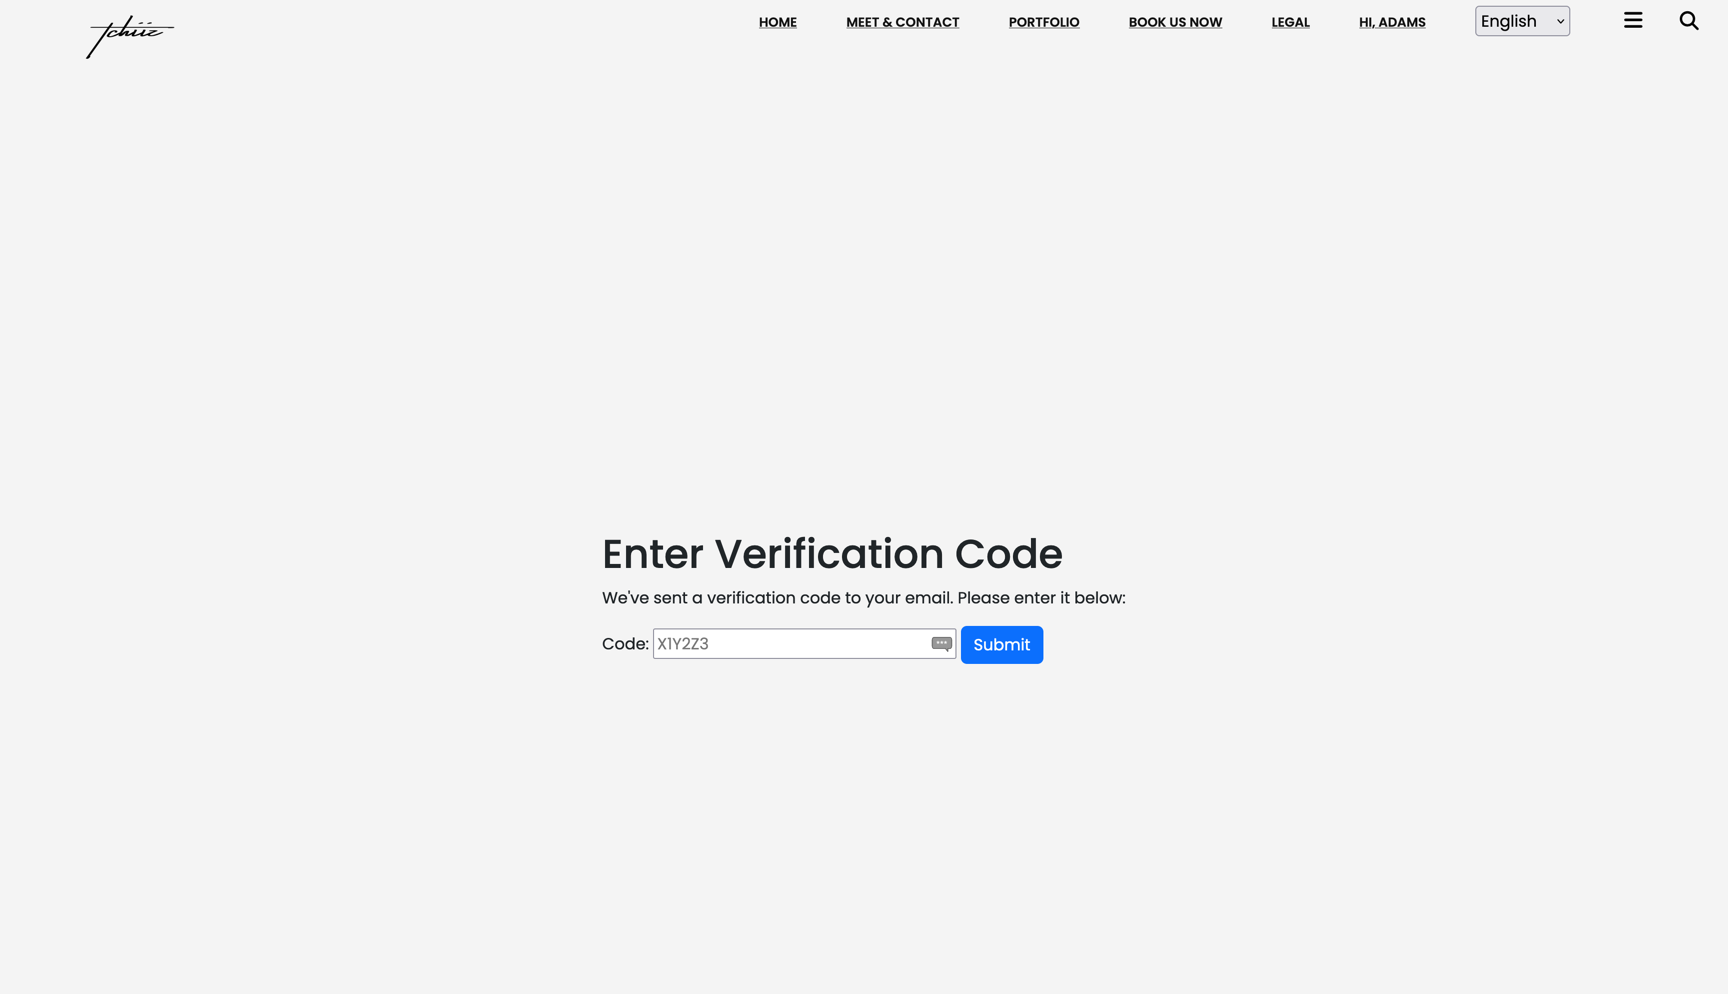 tchiiz
HOME
MEET & CONTACT
PORTFOLIO
BOOK US NOW
LEGAL
HI, ADAMS
English
Enter Verification Code
We've sent a verification code to your email. Please enter it below:
Code: X1Y2Z3 Submit